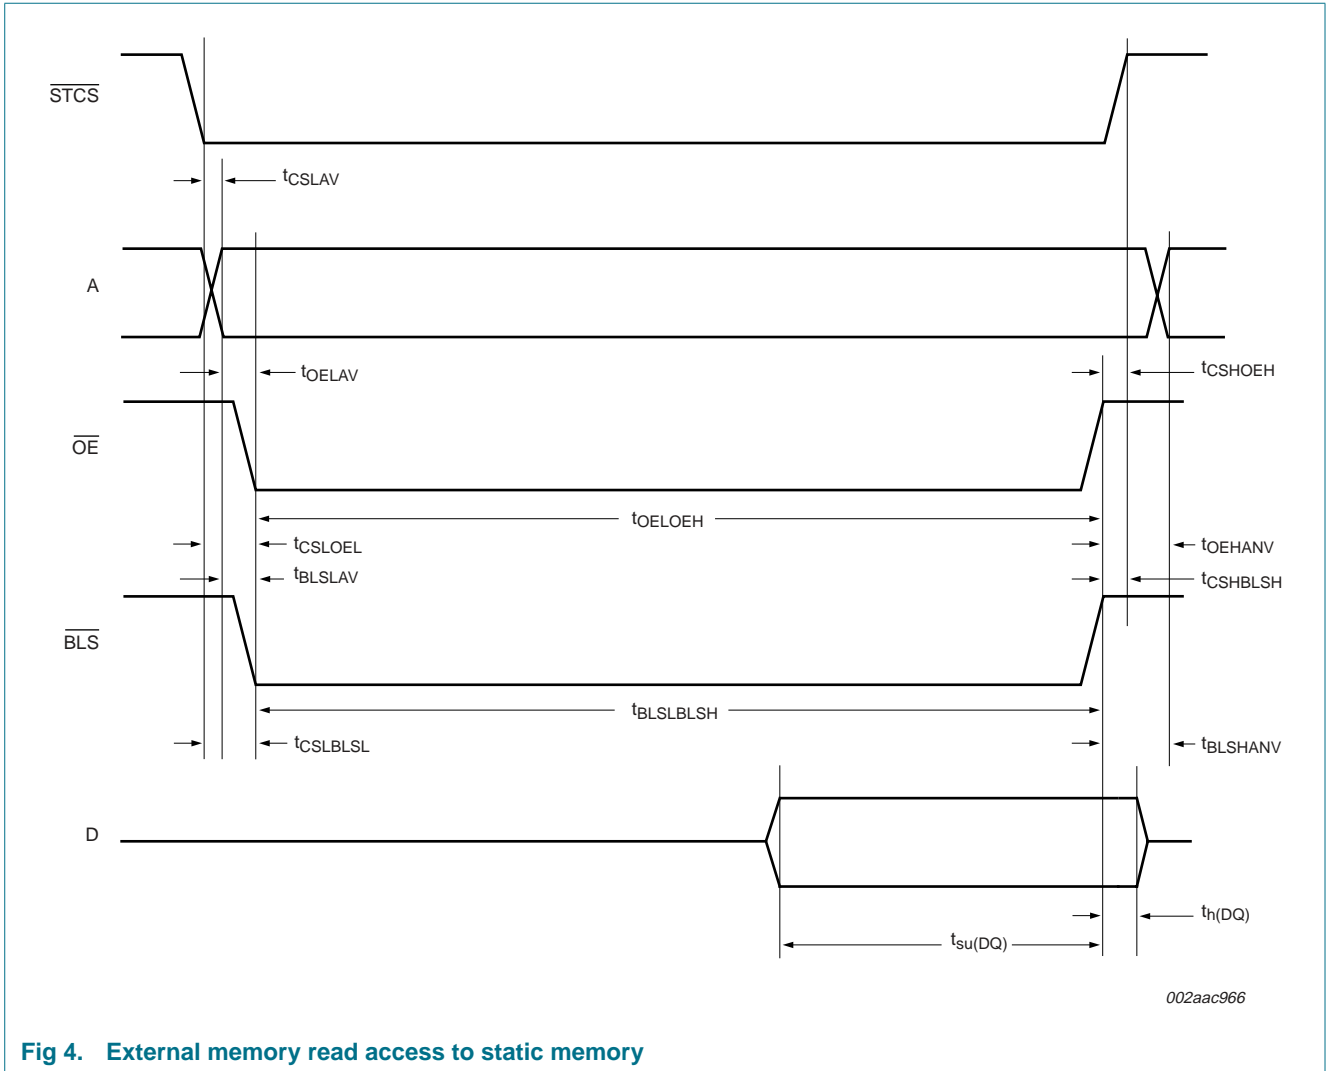 STCS
tCSLAV
A
tOELAV
tCSHOEH
OE
tOELOEH
tCSLOEL
tOEHANV
tBLSLAV
tCSHBLSH
BLS
tBLSLBLSH
tCSLBLSL
tBLSHANV
D
th(DQ)
tsu(DQ)
002aac966
Fig 4. External memory read access to static memory